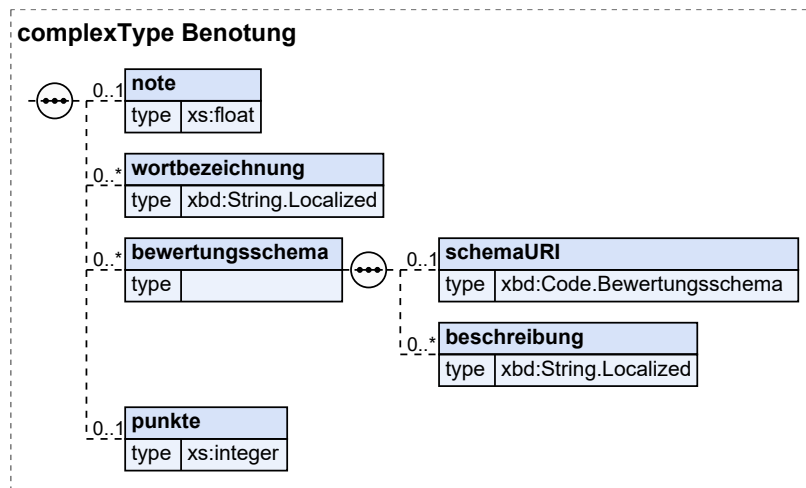 complexType Benotung
0..1 note
type xs:float
0..* wortbezeichnung
type xbd:String.Localized
0..* bewertungsschema 0..1 schemaURI
type type xbd:Code.Bewertungsschema
0..* beschreibung
type xbd:String.Localized
0..1 punkte
type xs:integer